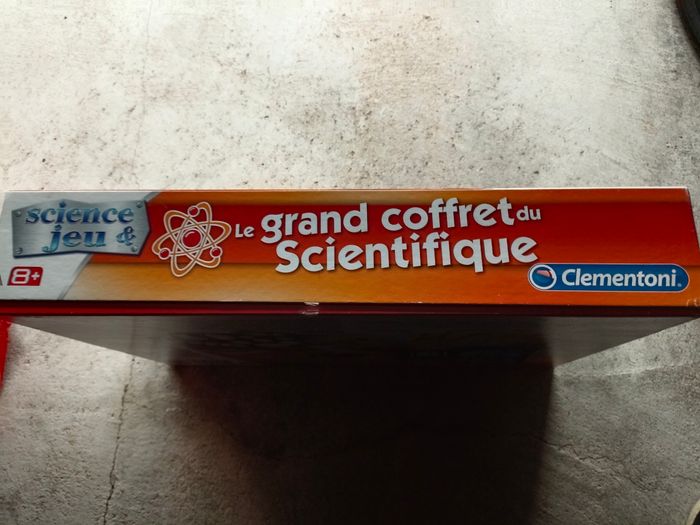 science
jeu &
8+
Le grand coffret du
Scientifique
Clementoni